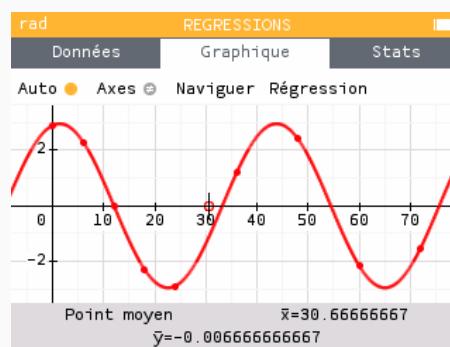 rad REGRESSIONS
Données Graphique Stats
Auto Axes Naviguer Régression
2
0 10 20 30 40 50 60 70
-2
Point moyen x̄=30.66666667
ȳ=-0.006666666667